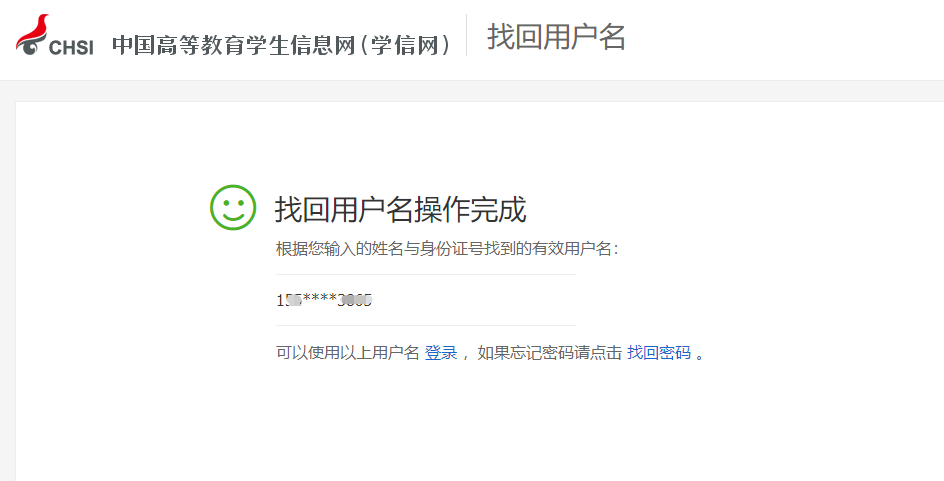 CHSI 中国高等教育学生信息网(学信网) 找回用户名
找回用户名操作完成
根据您输入的姓名与身份证号找到的有效用户名:
可以使用以上用户名 登录 ,如果忘记密码请点击 找回密码 。